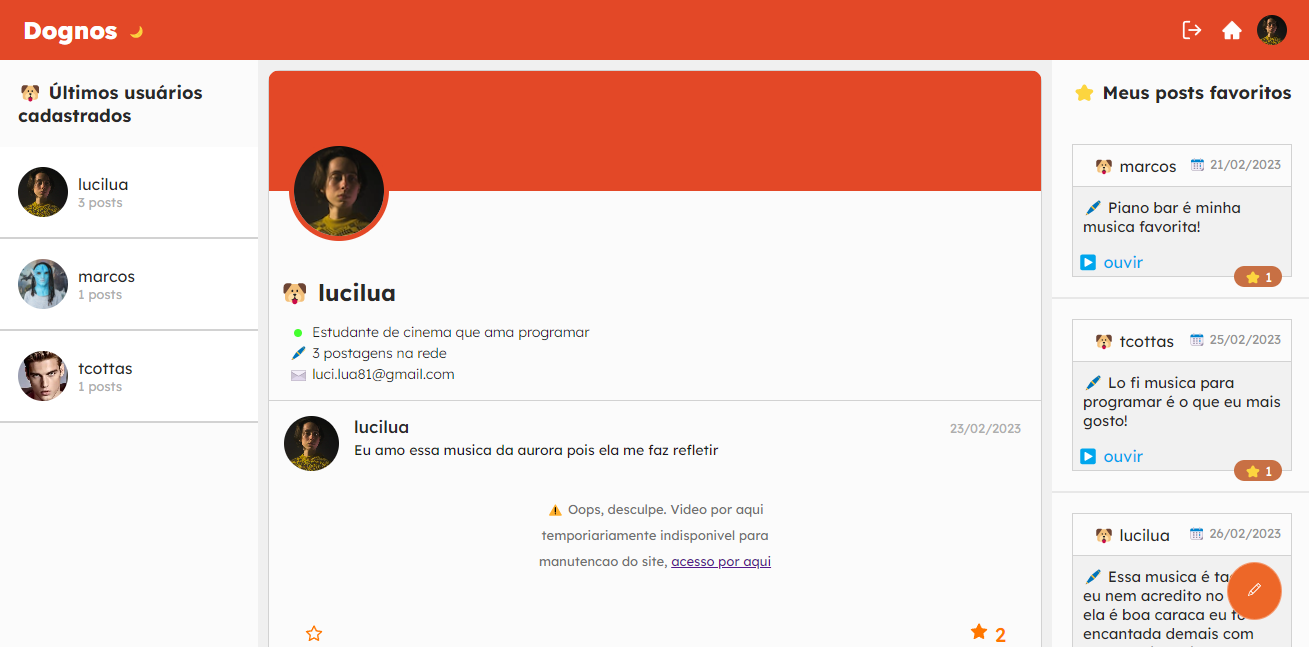 Dognos
Últimos usuários
cadastrados
lucilua
3 posts
marcos
1 posts
tcottas
1 posts
lucilua
Estudante de cinema que ama programar
3 postagens na rede
luci.lua81@gmail.com
lucilua
23/02/2023
Eu amo essa musica da aurora pois ela me faz refletir
Oops, desculpe. Video por aqui
temporiariamente indisponivel para
manutencao do site, acesso por aqui
2
Meus posts favoritos
marcos
21/02/2023
Piano bar é minha
musica favorita!
ouvir
1
tcottas
25/02/2023
Lo fi musica para
programar é o que eu mais
gosto!
ouvir
1
lucilua
26/02/2023
Essa musica é
eu nem acredito no
ela é boa caraca eu
encantada demais com